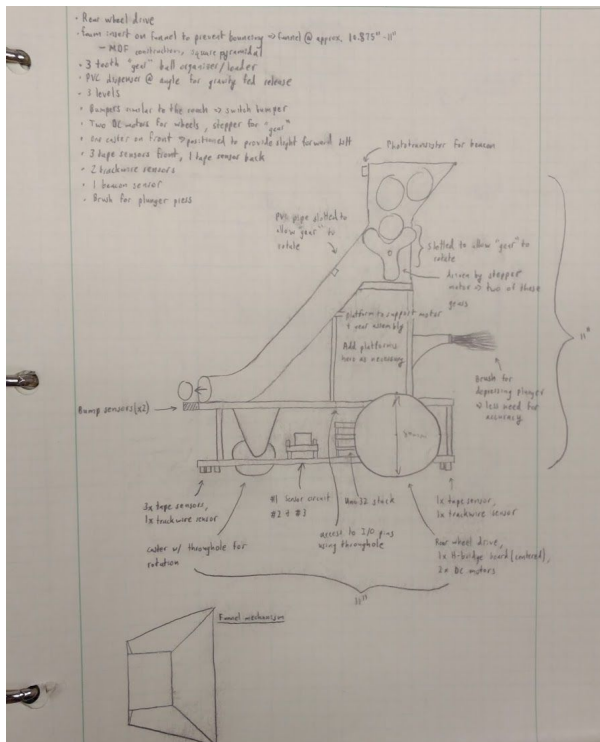 · Rear wheel drive
· Foam insert on funnel to prevent bouncing → funnel @ approx. 10.875" - 11"
— MDF construction, square pyramidal
· 3 tooth "gear" ball organizer/loader
· PVC dispenser @ angle for gravity fed release
· 3 levels
· Bumpers similar to the roach → switch bumper
· Two DC motors for wheels, stepper for "gear"
caster on front → positioned to provide slight forward tilt
· 3 tape sensors front, 1 tape sensor back
· 2 trackwire sensors
· 1 beacon sensor
· Brush for plunger press
Phototransistor for beacon
PVC pipe slotted to
allow "gear" to
rotate
slotted to allow "gear" to
rotate
driven by stepper
motor → two of these
gears
Platform to support motor
+ gear assembly
Add platforms
here as necessary
11"
Brush for
depressing plunger
→ less need for
accuracy
Bump sensors (x2)
3x tape sensors,
1x trackwire sensor
#1 sensor circuit
#2 + #3
Uno32 stack
1x tape sensor,
1x trackwire sensor
caster w/ throughhole for
rotation
access to I/O pins
using throughhole
Rear wheel drive,
1x H-bridge board (centered),
2x DC motors
11"
Funnel mechanism